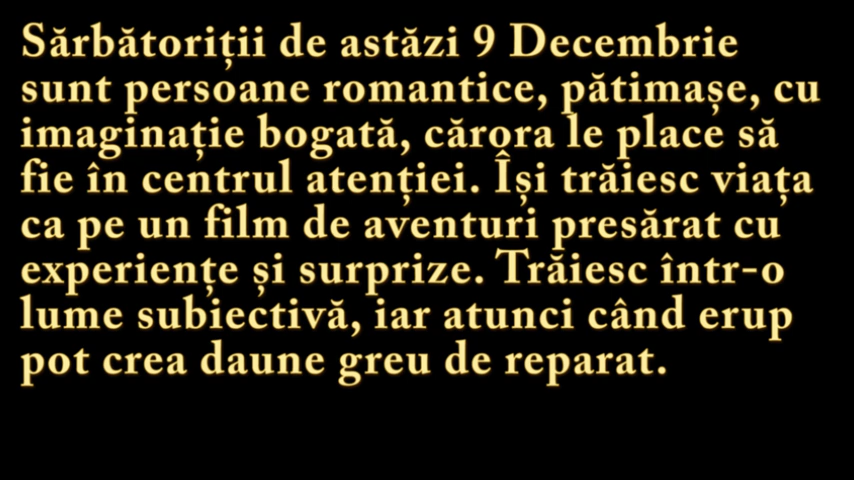 Sărbătoriții de astăzi 9 Decembrie
sunt persoane romantice, pătimașe, cu
imaginație bogată, cărora le place să
fie în centrul atenției. Își trăiesc viața
ca pe un film de aventuri presărat cu
experiențe și surprize. Trăiesc într-o
lume subiectivă, iar atunci când erup
pot crea daune greu de reparat.